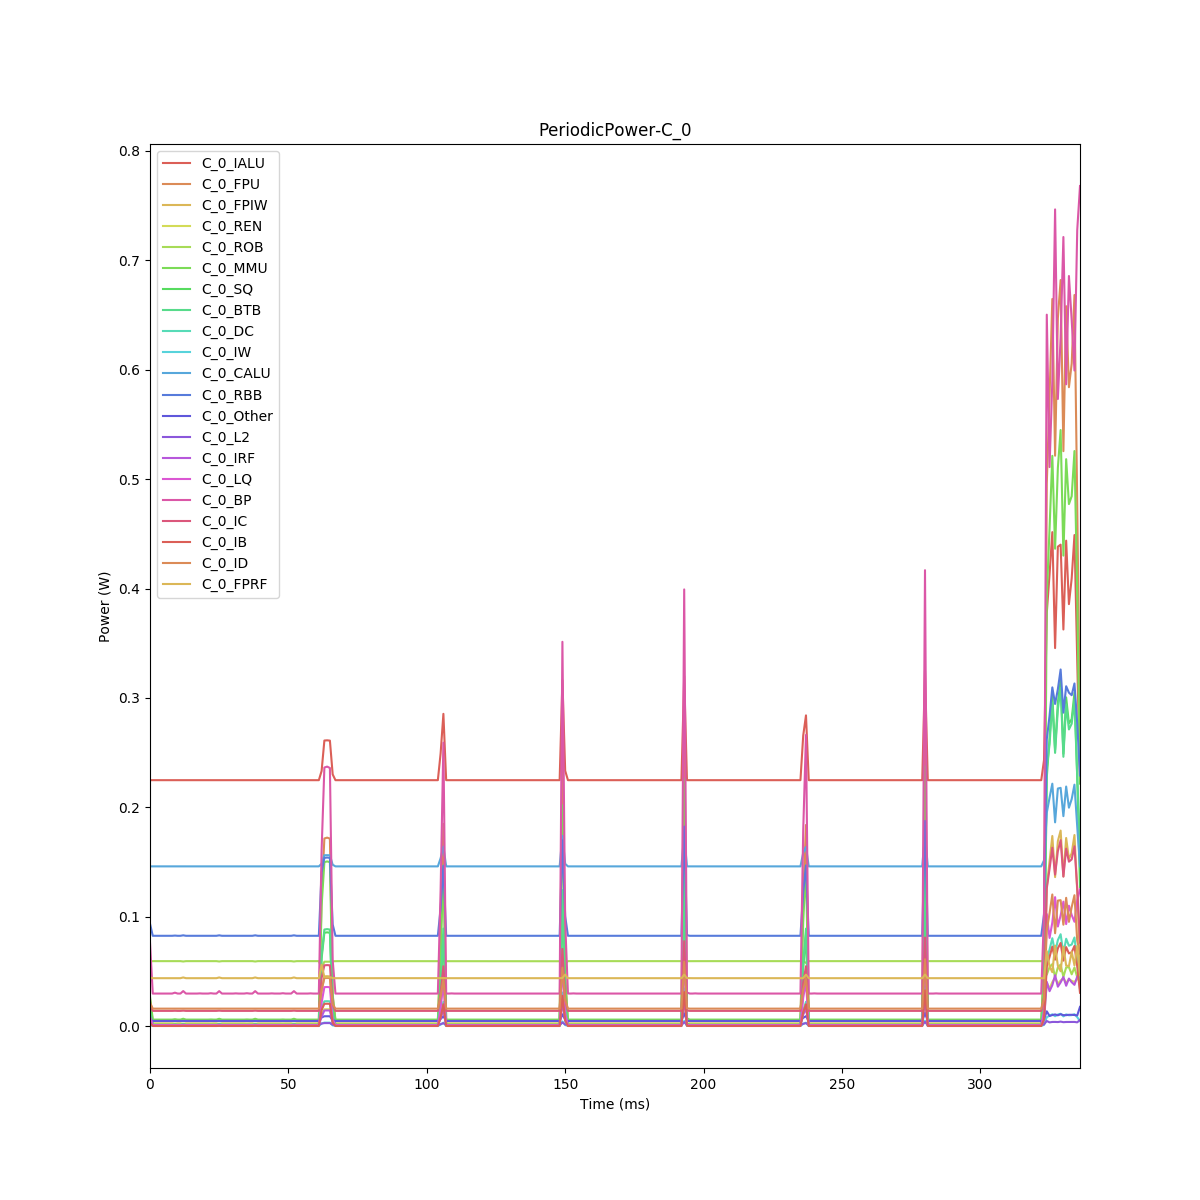 PeriodicPower-C_0
0.8
0.7
0.6
0.5
0.4
0.3
0.2
0.1
0.0
Power (W)
C_0_IALU
C_0_FPU
C_0_FPIW
C_0_REN
C_0_ROB
C_0_MMU
C_0_SQ
C_0_BTB
C_0_DC
C_0_IW
C_0_CALU
C_0_RBB
C_0_Other
C_0_L2
C_0_IRF
C_0_LQ
C_0_BP
C_0_IC
C_0_IB
C_0_ID
C_0_FPRF
0 50 100 150 200 250 300
Time (ms)